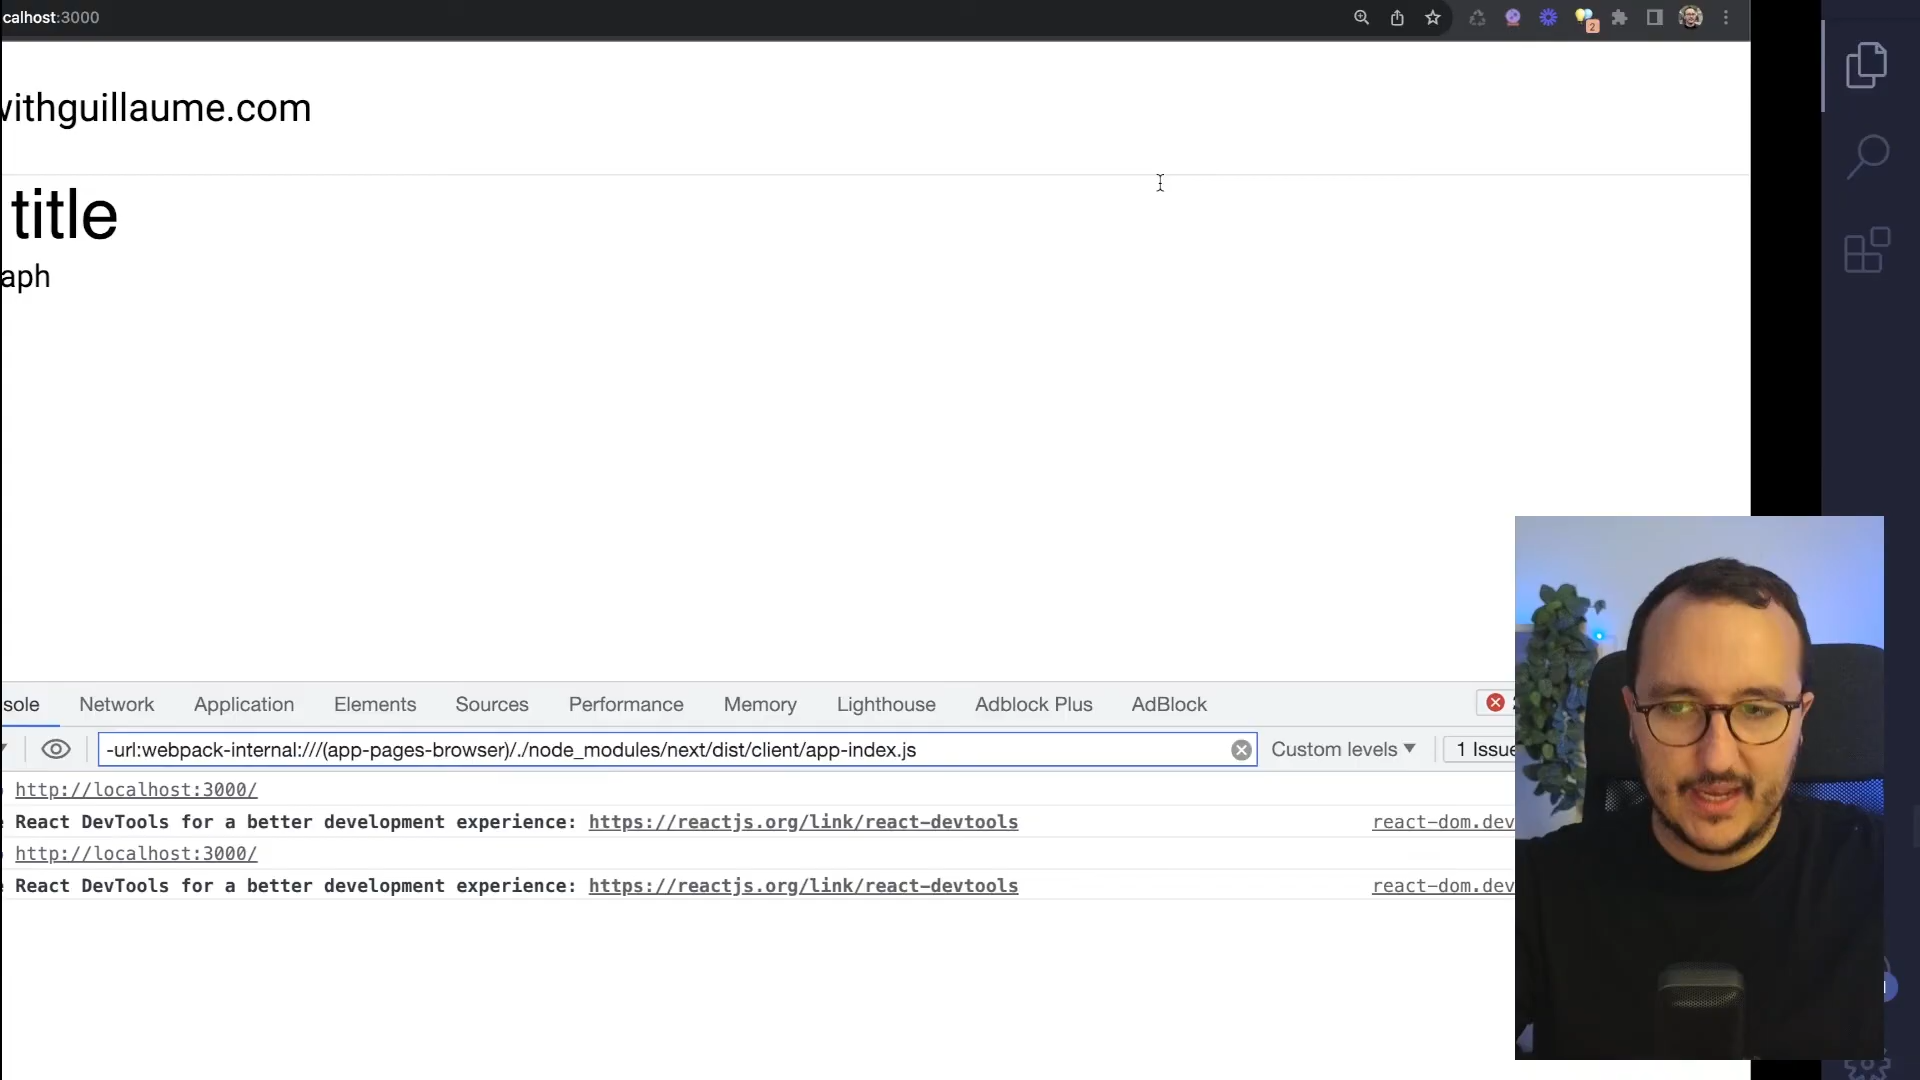 calhost:3000
2
withguillaume.com
title
aph
sole Network Application Elements Sources Performance Memory Lighthouse Adblock Plus AdBlock
-url:webpack-internal:///(app-pages-browser)/./node_modules/next/dist/client/app-index.js Custom levels ▼ 1 Issue
http://localhost:3000/
React DevTools for a better development experience: https://reactjs.org/link/react-devtools react-dom.dev
http://localhost:3000/
React DevTools for a better development experience: https://reactjs.org/link/react-devtools react-dom.dev